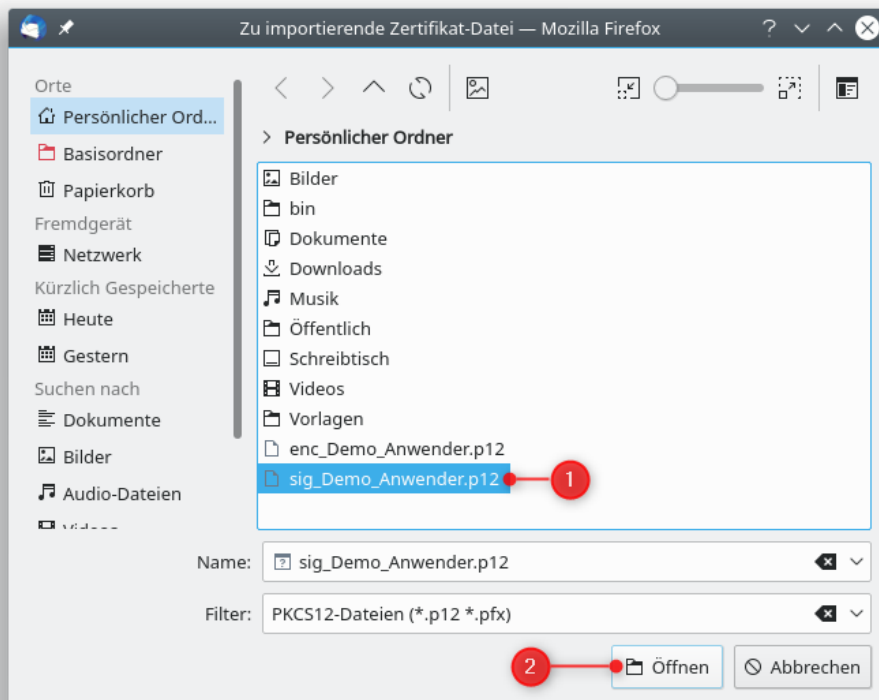 Zu importierende Zertifikat-Datei — Mozilla Firefox
Orte
Persönlicher Ord...
Basisordner
Papierkorb
Fremdgerät
Netzwerk
Kürzlich Gespeicherte
Heute
Gestern
Suchen nach
Dokumente
Bilder
Audio-Dateien
Videos
> Persönlicher Ordner
Bilder
bin
Dokumente
Downloads
Musik
Öffentlich
Schreibtisch
Videos
Vorlagen
enc_Demo_Anwender.p12
sig_Demo_Anwender.p12
1
Name: sig_Demo_Anwender.p12
Filter: PKCS12-Dateien (*.p12 *.pfx)
2 Öffnen Abbrechen